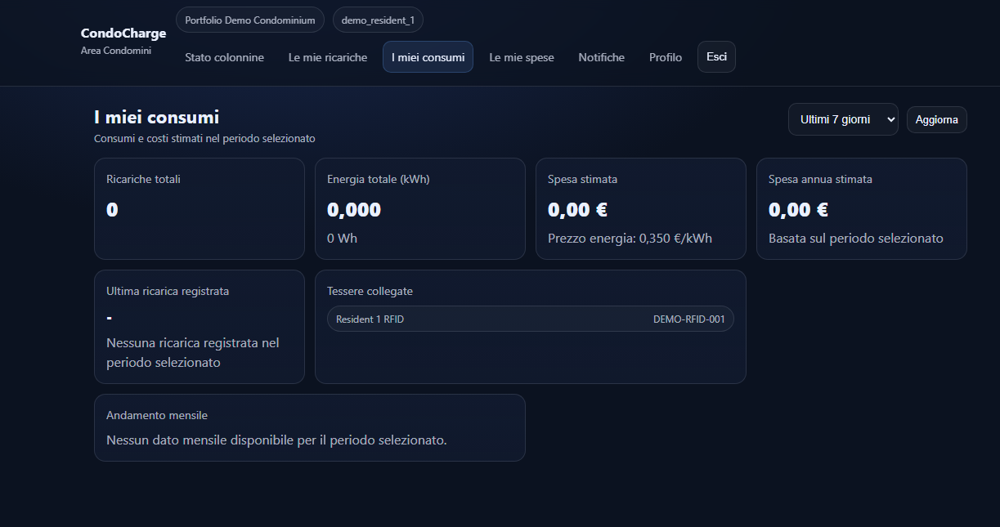 CondoCharge
Area Condomini
Portfolio Demo Condominium
demo_resident_1
Stato colonnine
Le mie ricariche
I miei consumi
Le mie spese
Notifiche
Profilo
Esci
I miei consumi
Consumi e costi stimati nel periodo selezionato
Ultimi 7 giorni
Aggiorna
Ricariche totali
0
Energia totale (kWh)
0,000
0 Wh
Spesa stimata
0,00 €
Prezzo energia: 0,350 €/kWh
Spesa annua stimata
0,00 €
Basata sul periodo selezionato
Ultima ricarica registrata
-
Nessuna ricarica registrata nel
periodo selezionato
Tessere collegate
Resident 1 RFID
DEMO-RFID-001
Andamento mensile
Nessun dato mensile disponibile per il periodo selezionato.